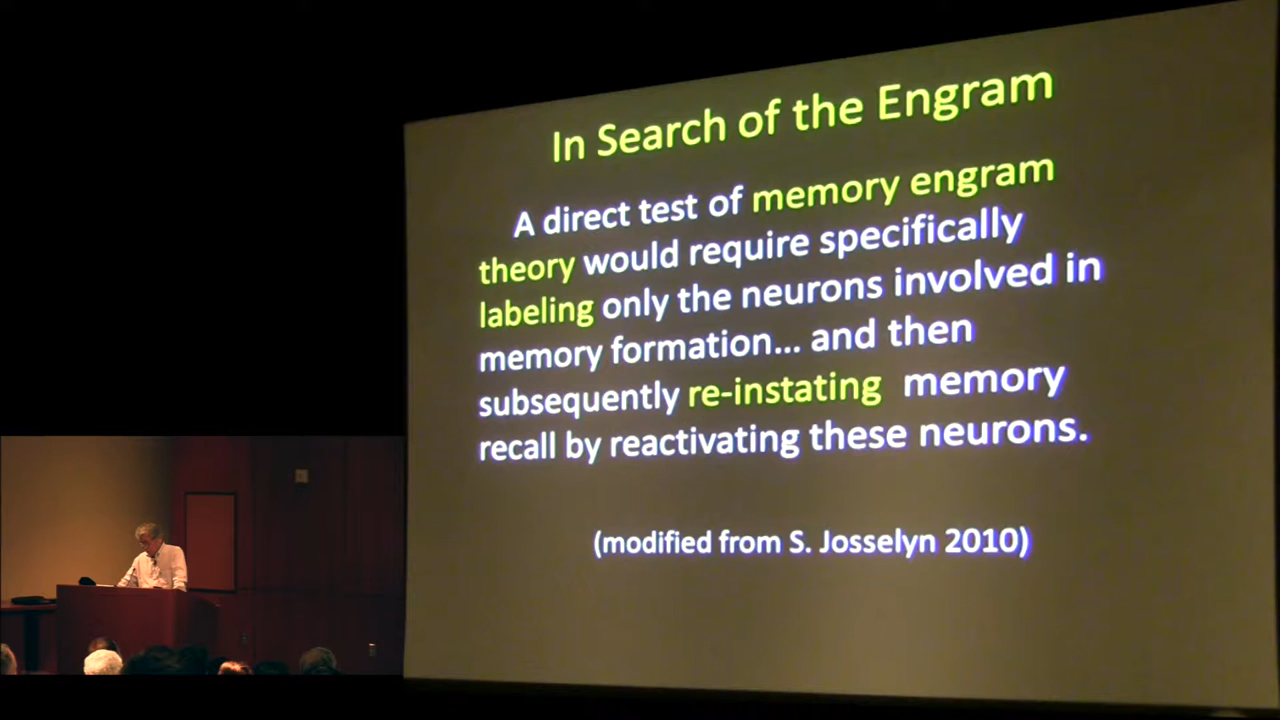 In Search of the Engram
A direct test of memory engram
theory would require specifically
labeling only the neurons involved in
memory formation... and then
subsequently re-instating memory
recall by reactivating these neurons.
(modified from S. Josselyn 2010)